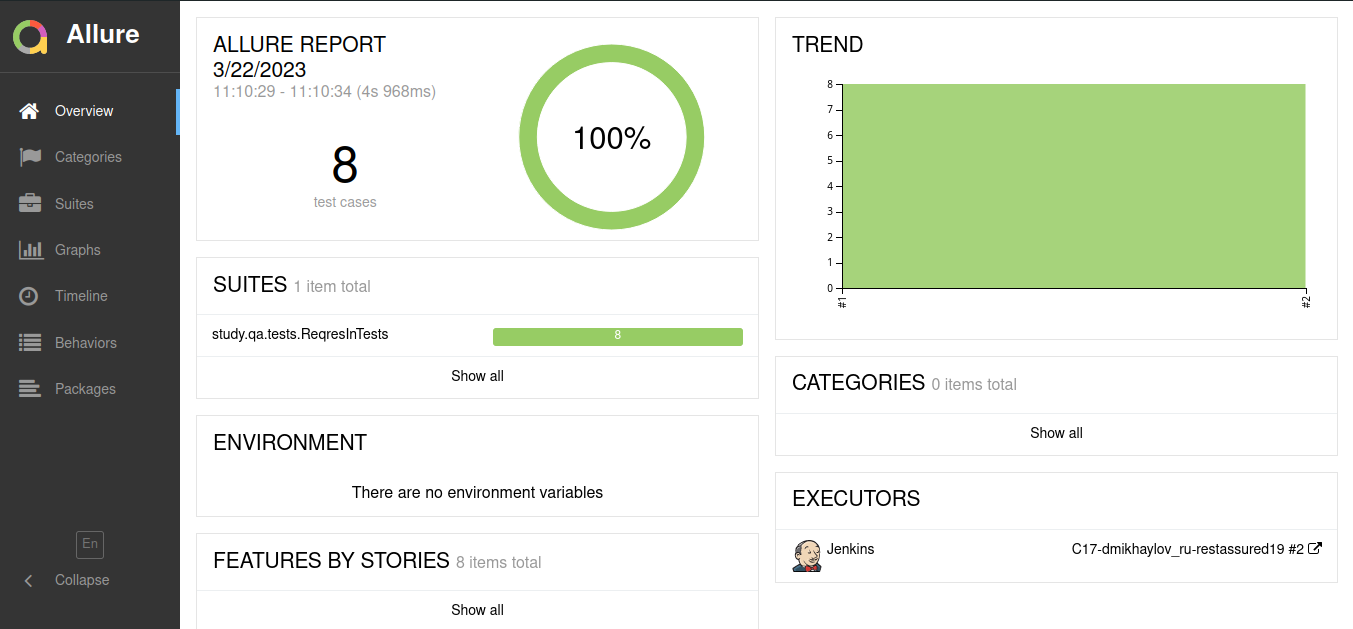 Allure
Overview
Categories
Suites
Graphs
Timeline
Behaviors
Packages
En
Collapse
ALLURE REPORT
3/22/2023
11:10:29 - 11:10:34 (4s 968ms)
8
test cases
100%
SUITES 1 item total
study.qa.tests.ReqresInTests 8
Show all
ENVIRONMENT
There are no environment variables
FEATURES BY STORIES 8 items total
Show all
TREND
8
7
6
5
4
3
2
1
0
#1
#2
CATEGORIES 0 items total
Show all
EXECUTORS
Jenkins C17-dmikhaylov_ru-restassured19 #2